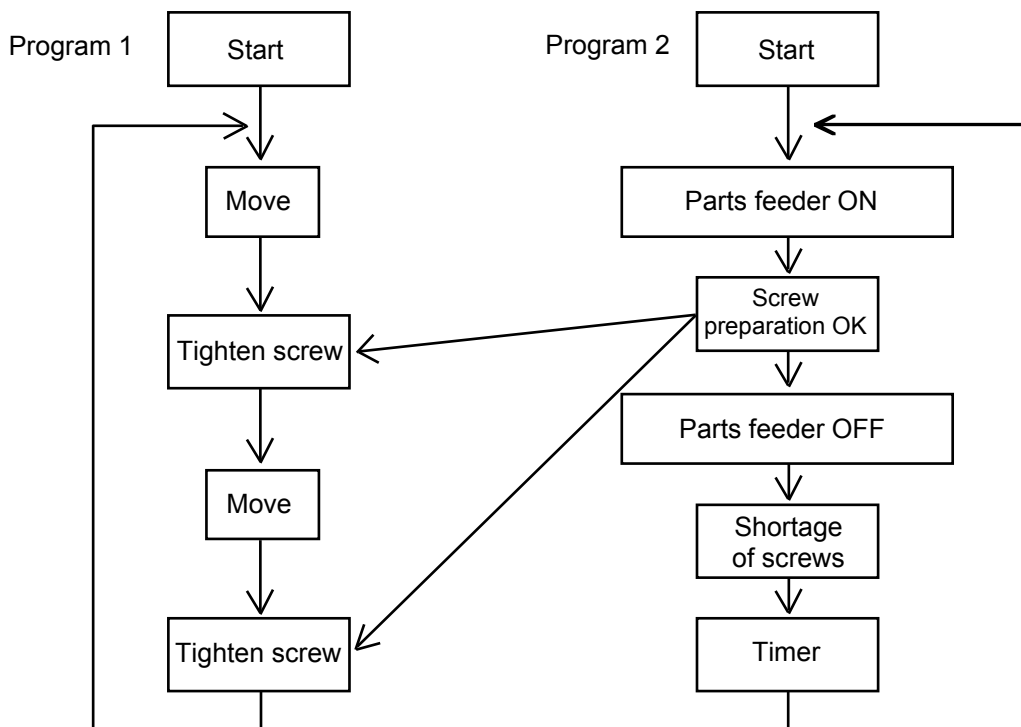 Program 1
Start
Move
Tighten screw
Move
Tighten screw
Program 2
Start
Parts feeder ON
Screw
preparation OK
Parts feeder OFF
Shortage
of screws
Timer